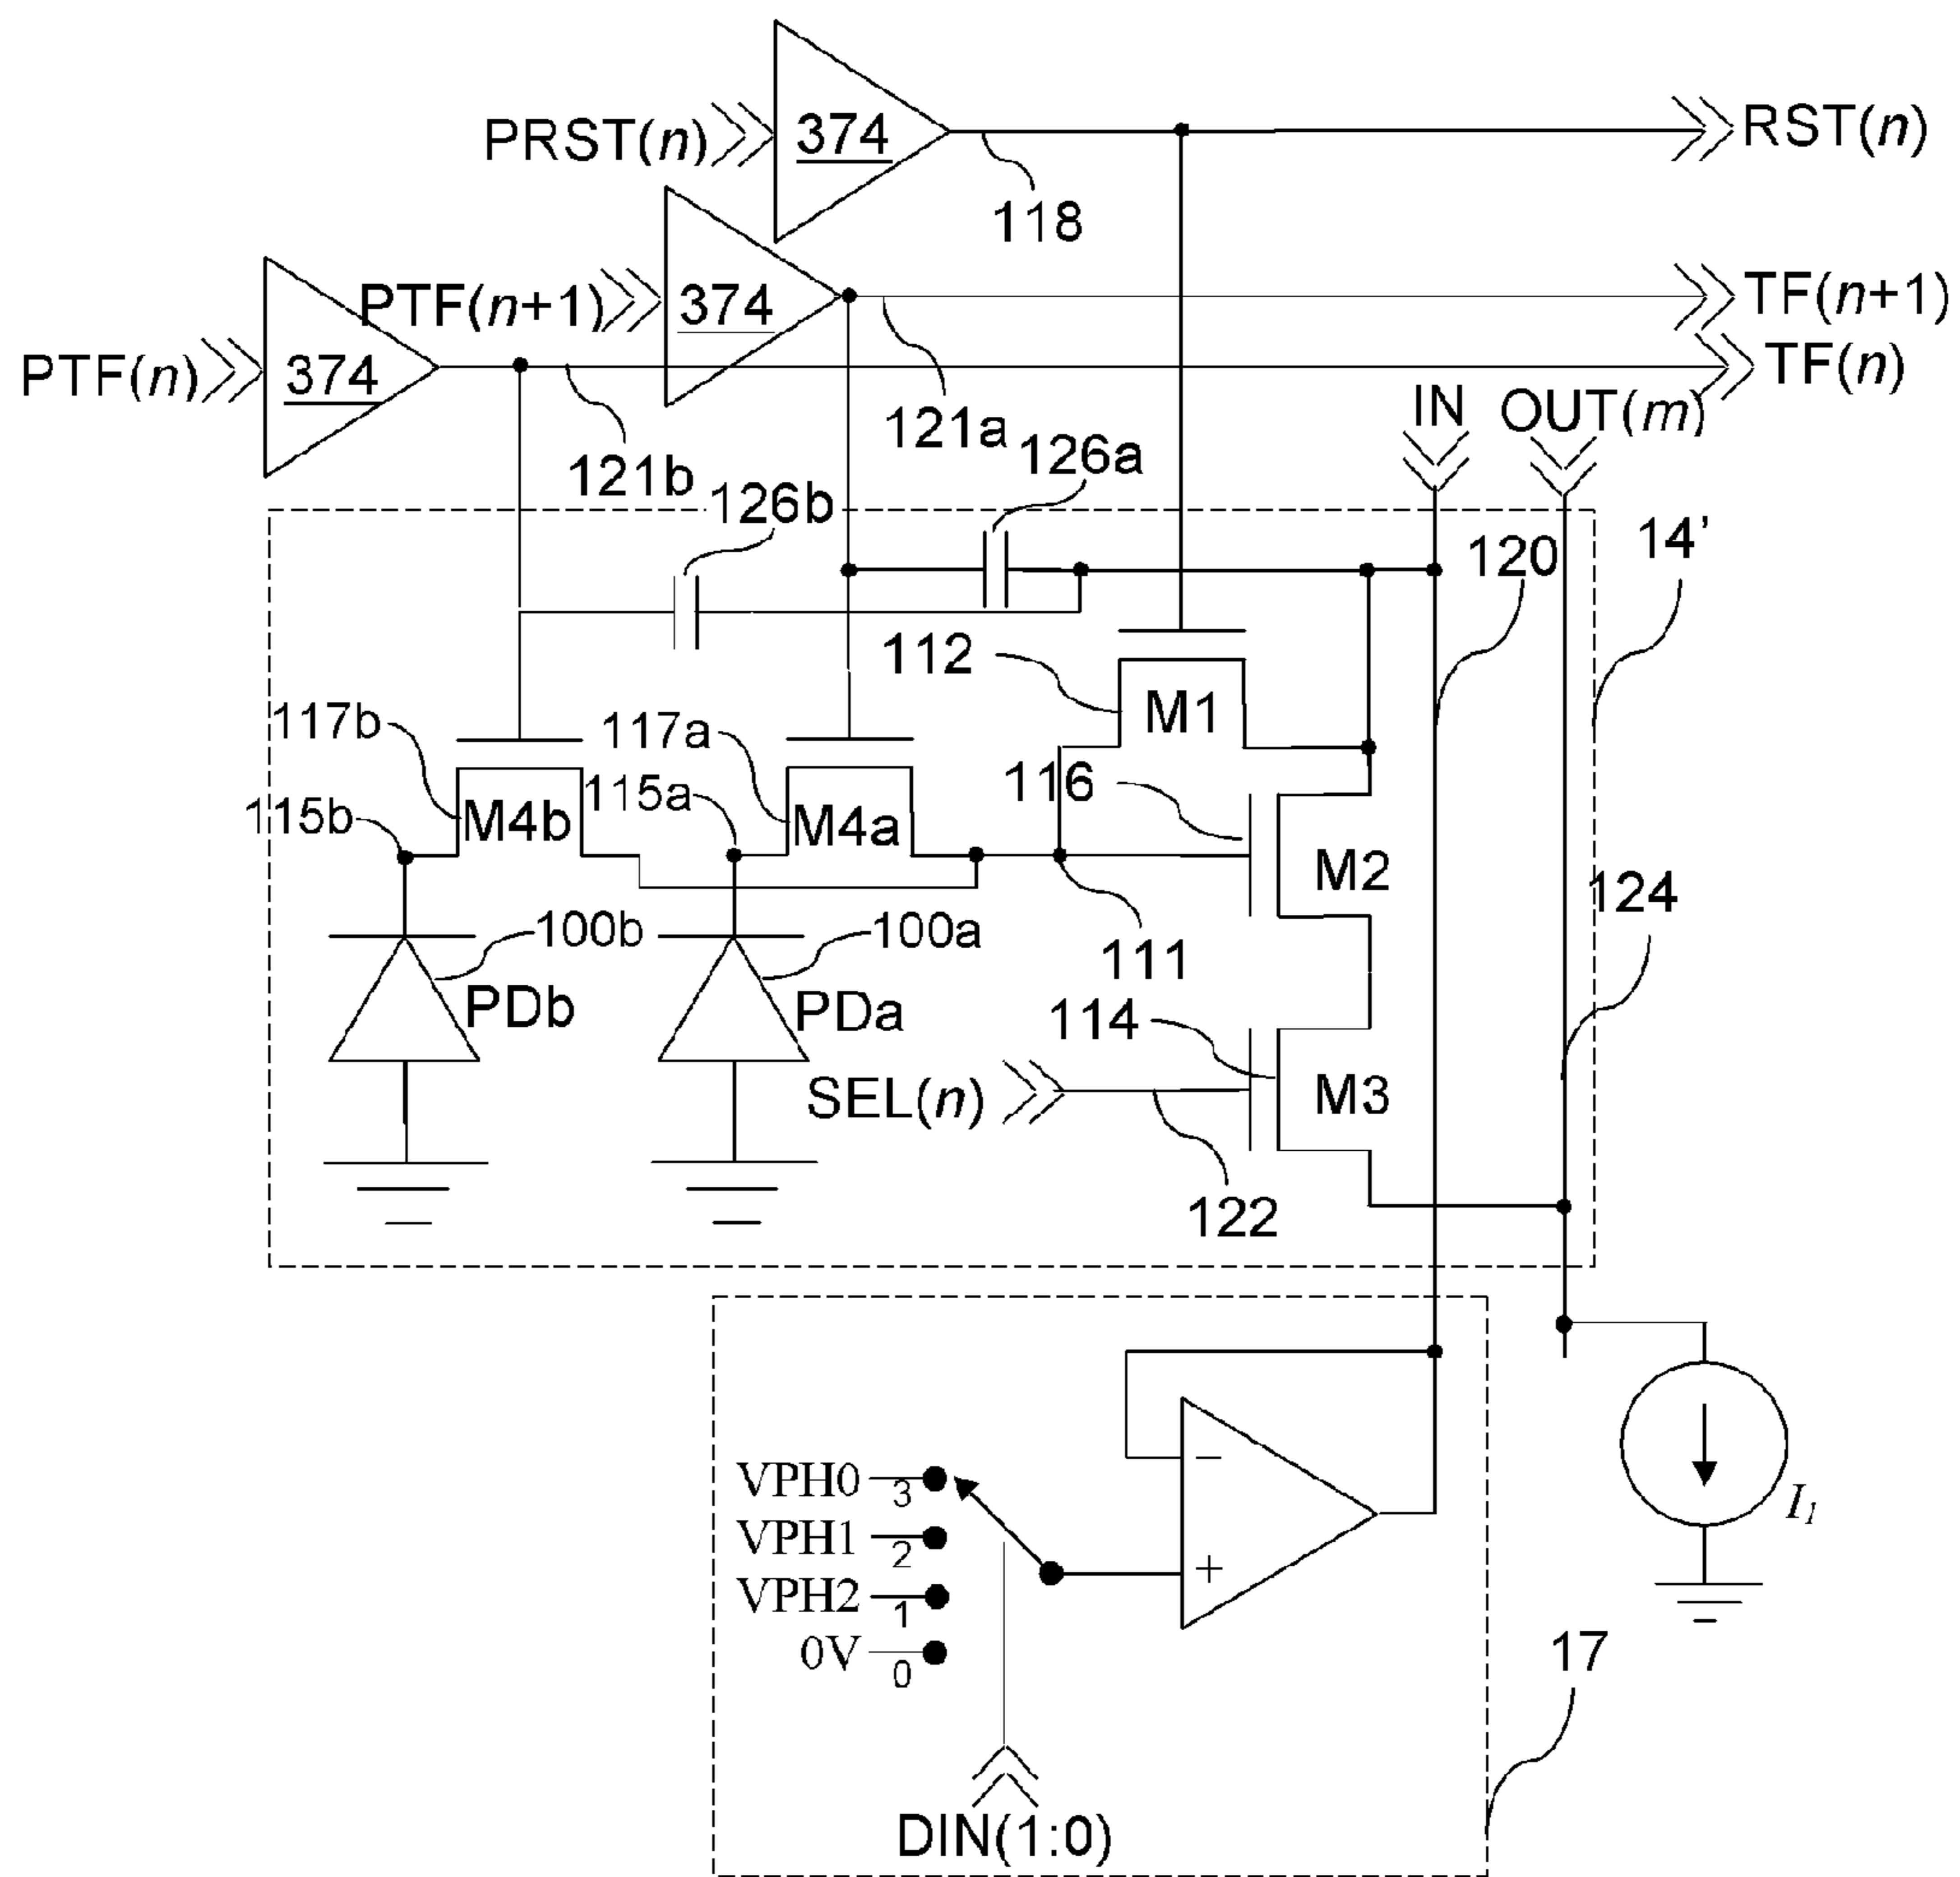 PRST(n)
374
RST(n)
118
PTF(n+1)
374
TF(n+1)
PTF(n)
374
TF(n)
121a
IN
OUT(m)
121b
126a
126b
120
14’
112
M1
117b
117a
116
115a
115b
M4b
M4a
M2
124
100b
100a
111
PDb
PDa
114
SEL(n)
M3
122
VPH0
3
VPH1
2
VPH2
1
0V
0
−
+
I1
17
DIN(1:0)